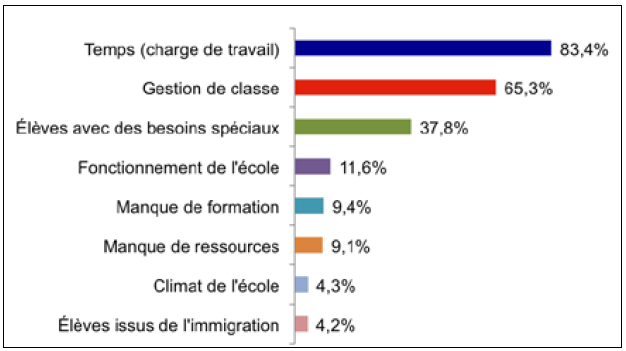 Temps (charge de travail) 83,4%
Gestion de classe 65,3%
Élèves avec des besoins spéciaux 37,8%
Fonctionnement de l'école 11,6%
Manque de formation 9,4%
Manque de ressources 9,1%
Climat de l'école 4,3%
Élèves issus de l'immigration 4,2%